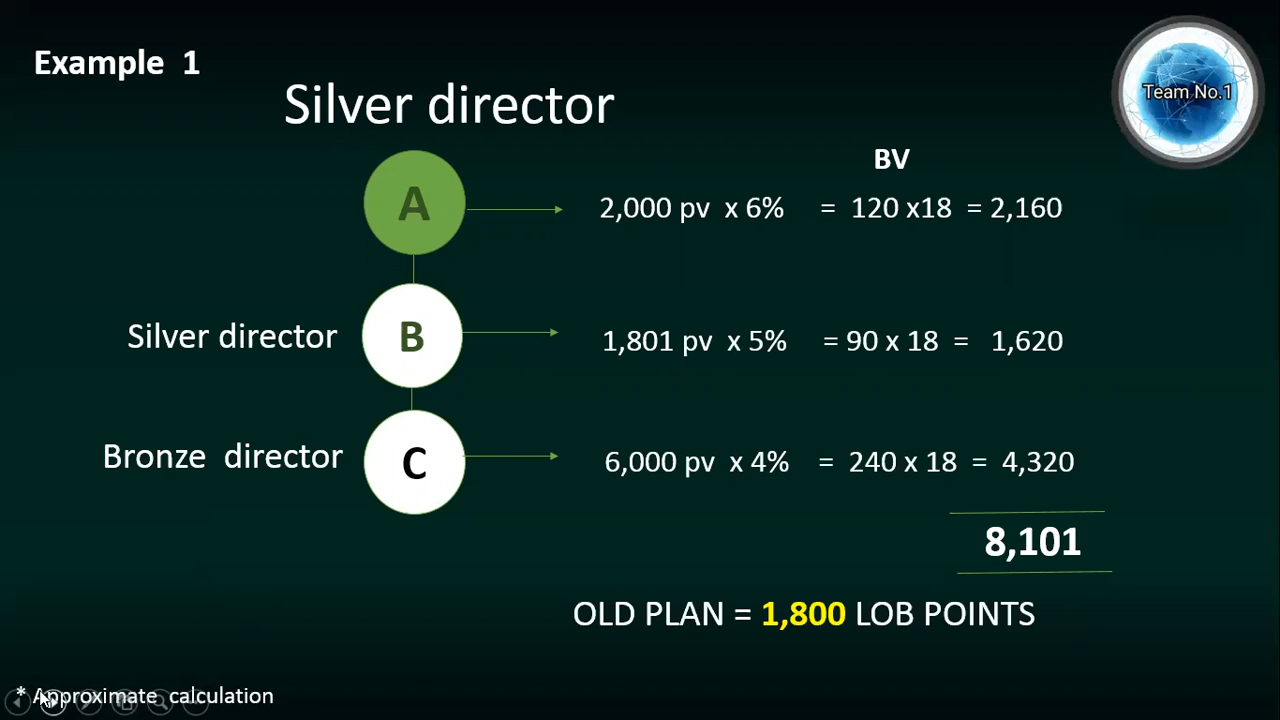 Example 1
Team No.1
Silver director
BV
A 2,000 pv x 6% = 120 x18 = 2,160
Silver director B 1,801 pv x 5% = 90 x 18 = 1,620
Bronze director C 6,000 pv x 4% = 240 x 18 = 4,320
8,101
OLD PLAN = 1,800 LOB POINTS
* Approximate calculation